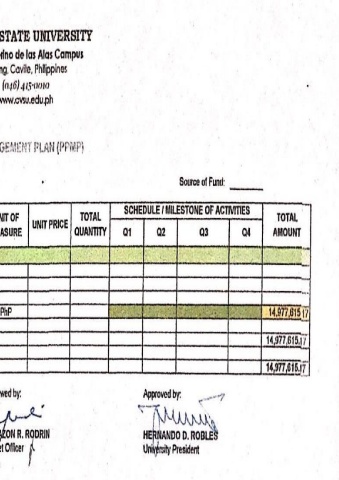 STATE UNIVERSITY
rino de las Alas Campus
ng, Cavite, Philippines
(046) 415-0010
www.cvsu.edu.ph
GEMENT PLAN (PPMP)
Source of Fund:
NIT OF ASURE UNIT PRICE TOTAL QUANTITY SCHEDULE / MILESTONE OF ACTIVITIES TOTAL AMOUNT
Q1 Q2 Q3 Q4
PhP 14,977,615.17
14,977,615.17
14,977,615.17
wed by: Approved by:
ZON R. RODRIN HERNANDO D. ROBLES
et Officer University President